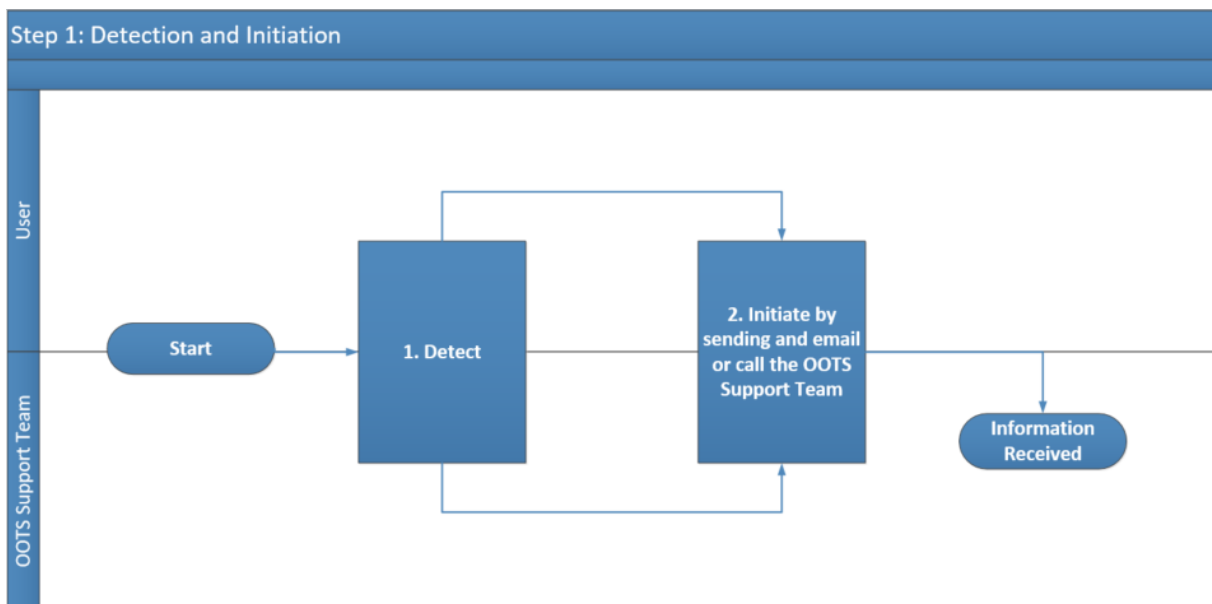 Step 1: Detection and Initiation
User
Start
1. Detect
2. Initiate by
sending and email
or call the OOTS
Support Team
Information
Received
OOTS Support Team